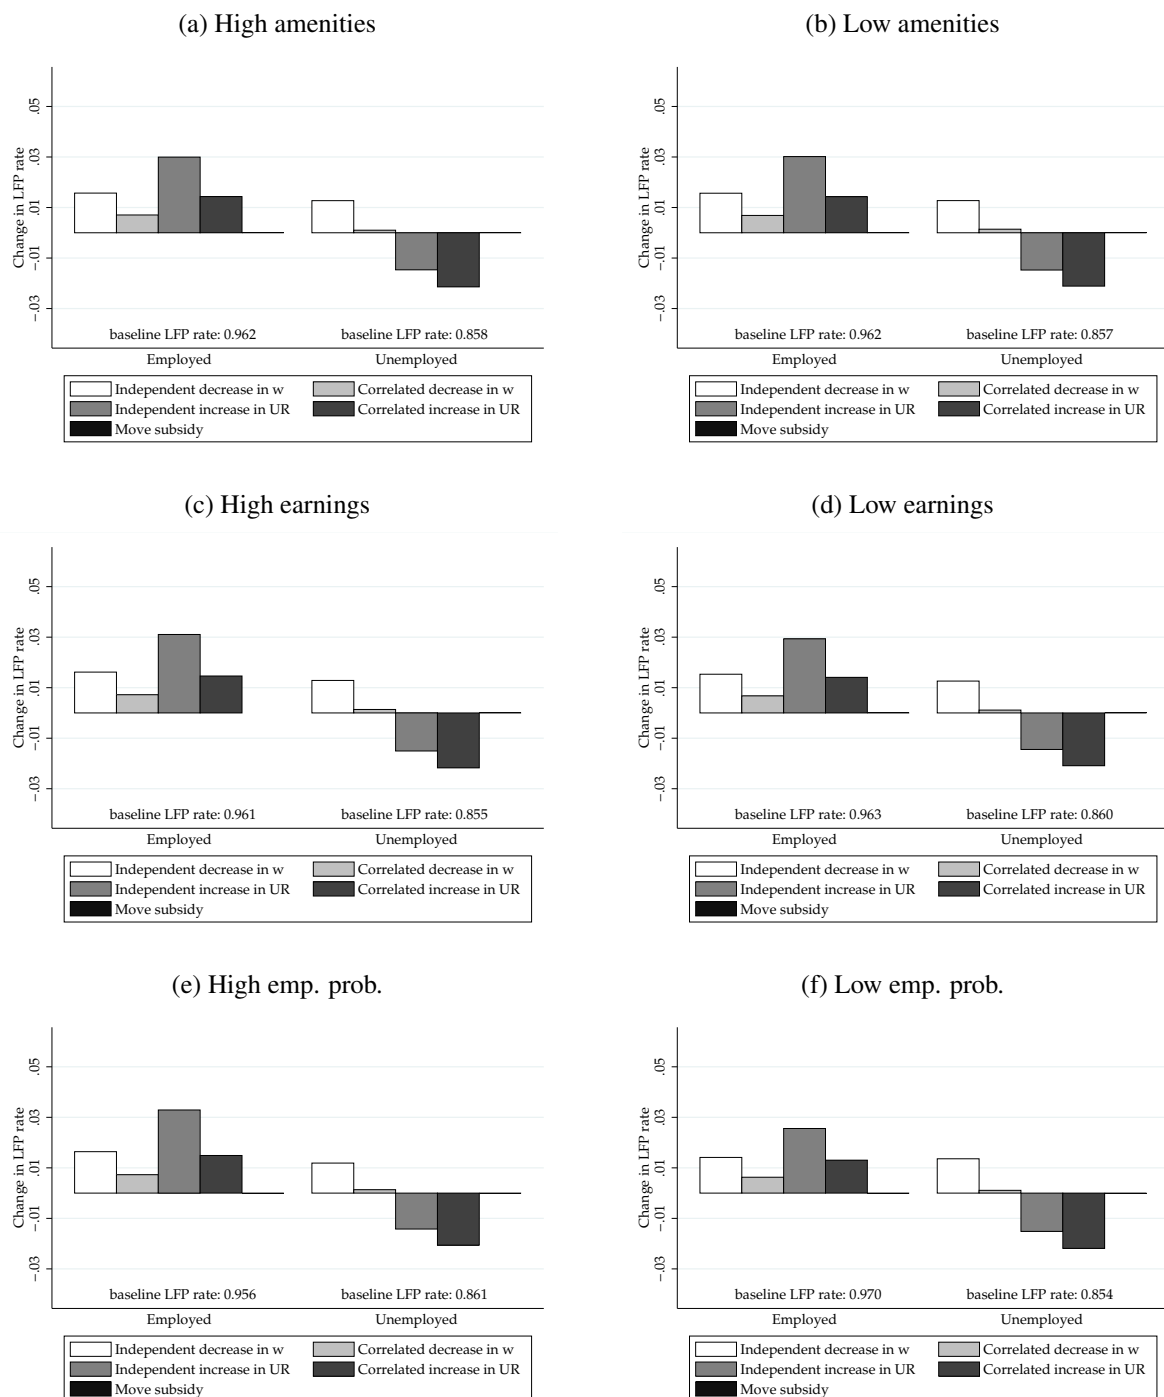 (a) High amenities
Change in LFP rate
.05
.03
.01
-.01
-.03
baseline LFP rate: 0.962
baseline LFP rate: 0.858
Employed
Unemployed
Independent decrease in w
Correlated decrease in w
Independent increase in UR
Correlated increase in UR
Move subsidy
(b) Low amenities
Change in LFP rate
.05
.03
.01
-.01
-.03
baseline LFP rate: 0.962
baseline LFP rate: 0.857
Employed
Unemployed
Independent decrease in w
Correlated decrease in w
Independent increase in UR
Correlated increase in UR
Move subsidy
(c) High earnings
Change in LFP rate
.05
.03
.01
-.01
-.03
baseline LFP rate: 0.961
baseline LFP rate: 0.855
Employed
Unemployed
Independent decrease in w
Correlated decrease in w
Independent increase in UR
Correlated increase in UR
Move subsidy
(d) Low earnings
Change in LFP rate
.05
.03
.01
-.01
-.03
baseline LFP rate: 0.963
baseline LFP rate: 0.860
Employed
Unemployed
Independent decrease in w
Correlated decrease in w
Independent increase in UR
Correlated increase in UR
Move subsidy
(e) High emp. prob.
Change in LFP rate
.05
.03
.01
-.01
-.03
baseline LFP rate: 0.956
baseline LFP rate: 0.861
Employed
Unemployed
Independent decrease in w
Correlated decrease in w
Independent increase in UR
Correlated increase in UR
Move subsidy
(f) Low emp. prob.
Change in LFP rate
.05
.03
.01
-.01
-.03
baseline LFP rate: 0.970
baseline LFP rate: 0.854
Employed
Unemployed
Independent decrease in w
Correlated decrease in w
Independent increase in UR
Correlated increase in UR
Move subsidy